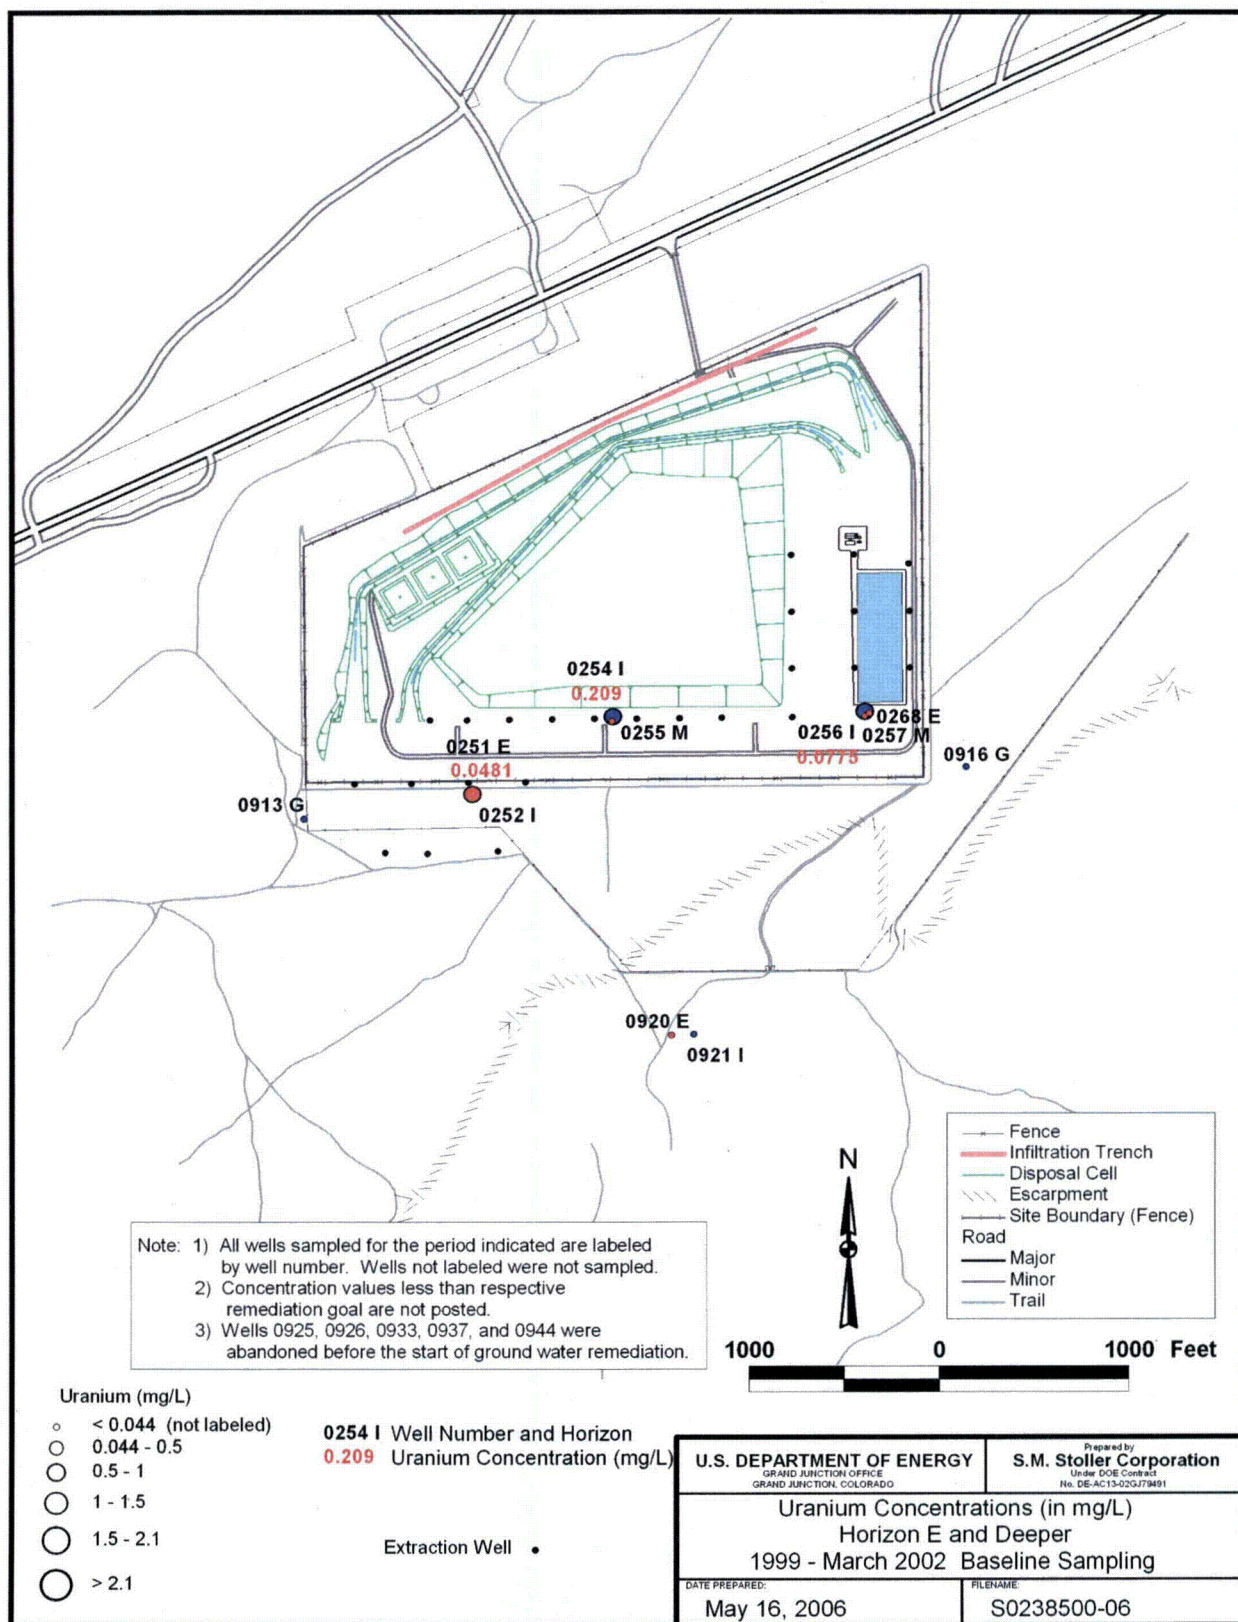 0254 I
0.209
0255 M
0256 I
0268 E
0257 M
0.0775
0251 E
0.0481
0252 I
0916 G
0913 G
0920 E
0921 I
N
Fence
Infiltration Trench
Disposal Cell
Escarpment
Site Boundary (Fence)
Road
Major
Minor
Trail
Note: 1) All wells sampled for the period indicated are labeled
by well number. Wells not labeled were not sampled.
2) Concentration values less than respective
remediation goal are not posted.
3) Wells 0925, 0926, 0933, 0937, and 0944 were
abandoned before the start of ground water remediation.
1000 0 1000 Feet
Uranium (mg/L)
< 0.044 (not labeled)
0.044 - 0.5
0.5 - 1
1 - 1.5
1.5 - 2.1
> 2.1
0254 I Well Number and Horizon
0.209 Uranium Concentration (mg/L)
Extraction Well
U.S. DEPARTMENT OF ENERGY
GRAND JUNCTION OFFICE
GRAND JUNCTION, COLORADO
Prepared by
S.M. Stoller Corporation
Under DOE Contract
No. DE-AC13-02GJ79491
Uranium Concentrations (in mg/L)
Horizon E and Deeper
1999 - March 2002 Baseline Sampling
DATE PREPARED:
May 16, 2006
FILENAME:
S0238500-06